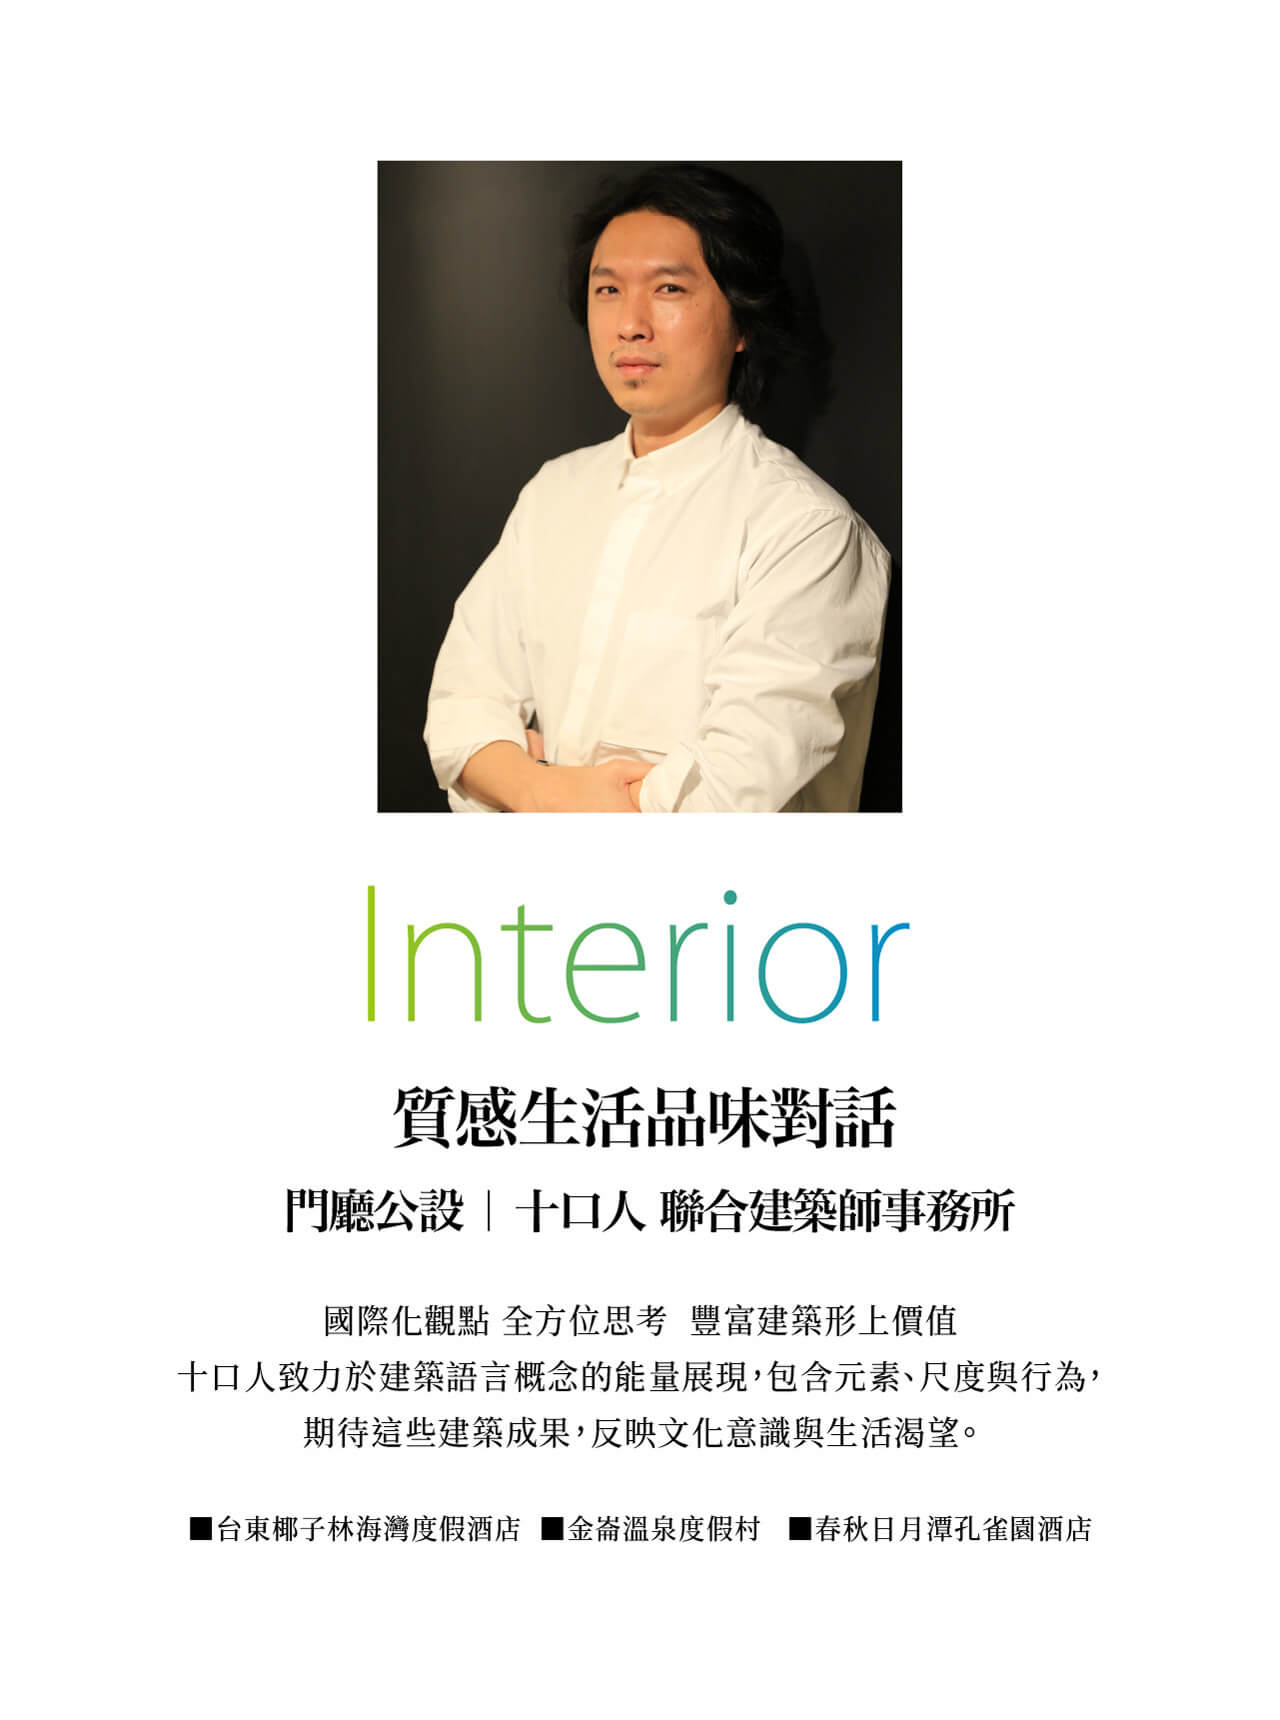 Interior
質感生活品味對話
門廳公設｜十口人 聯合建築師事務所
國際化觀點 全方位思考 豐富建築形上價值
十口人致力於建築語言概念的能量展現，包含元素、尺度與行為，
期待這些建築成果，反映文化意識與生活渴望。
■台東椰子林海灣度假酒店 ■金崙溫泉度假村 ■春秋日月潭孔雀園酒店